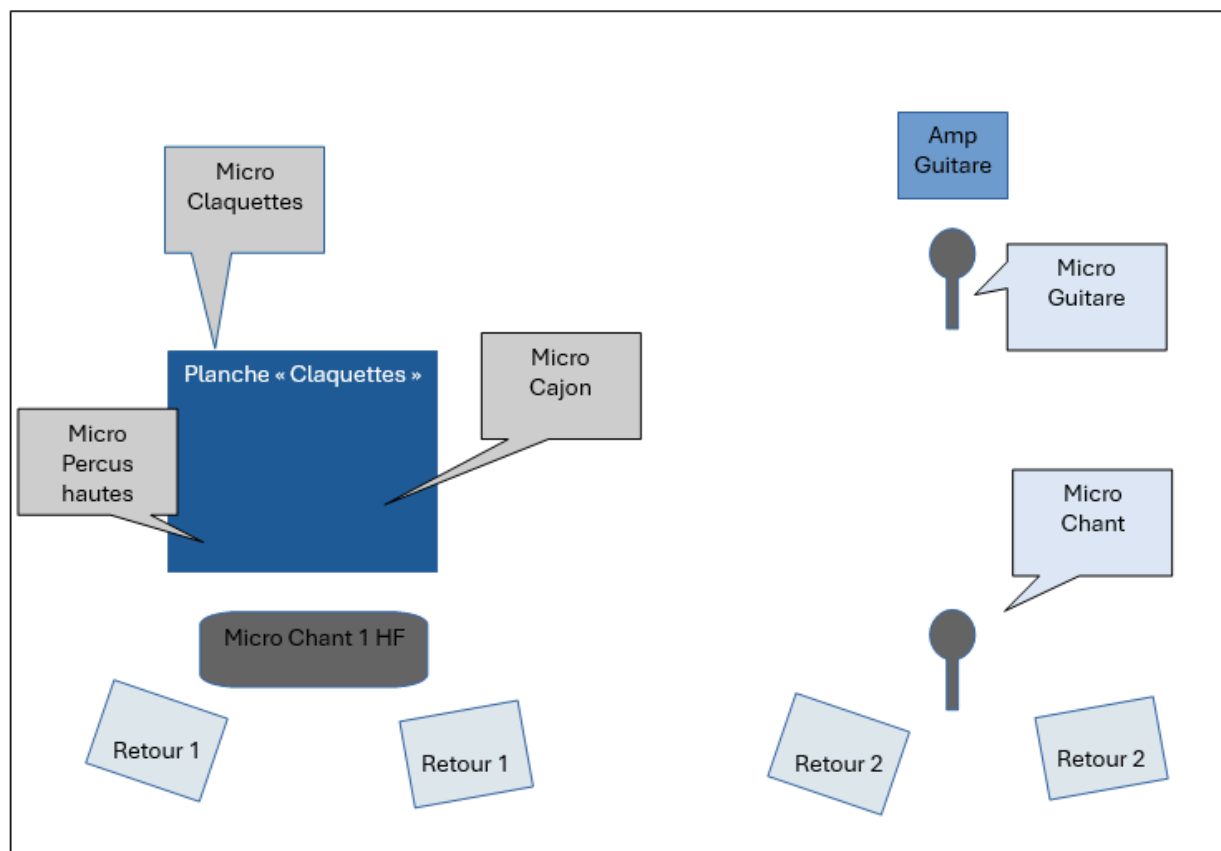 Amp
Guitare
Micro
Claquettes
Micro
Guitare
Planche « Claquettes »
Micro
Cajon
Micro
Percus
hautes
Micro
Chant
Micro Chant 1 HF
Retour 1
Retour 1
Retour 2
Retour 2